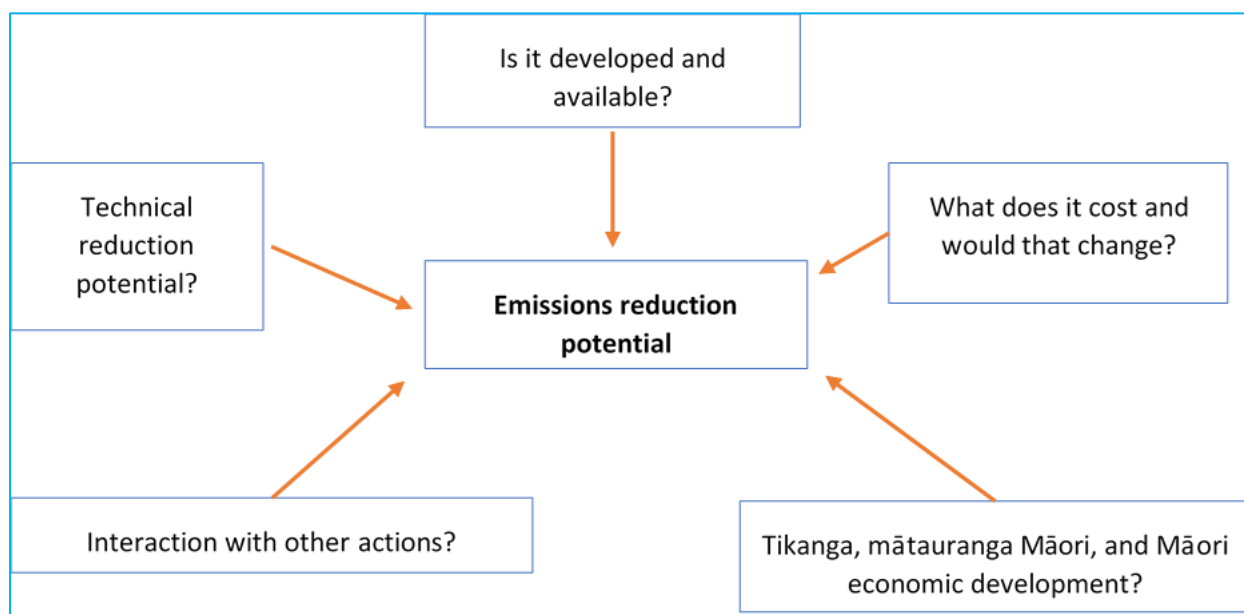 Is it developed and
available?
Technical
reduction
potential?
What does it cost and
would that change?
Emissions reduction
potential
Interaction with other actions?
Tikanga, mātauranga Māori, and Māori
economic development?